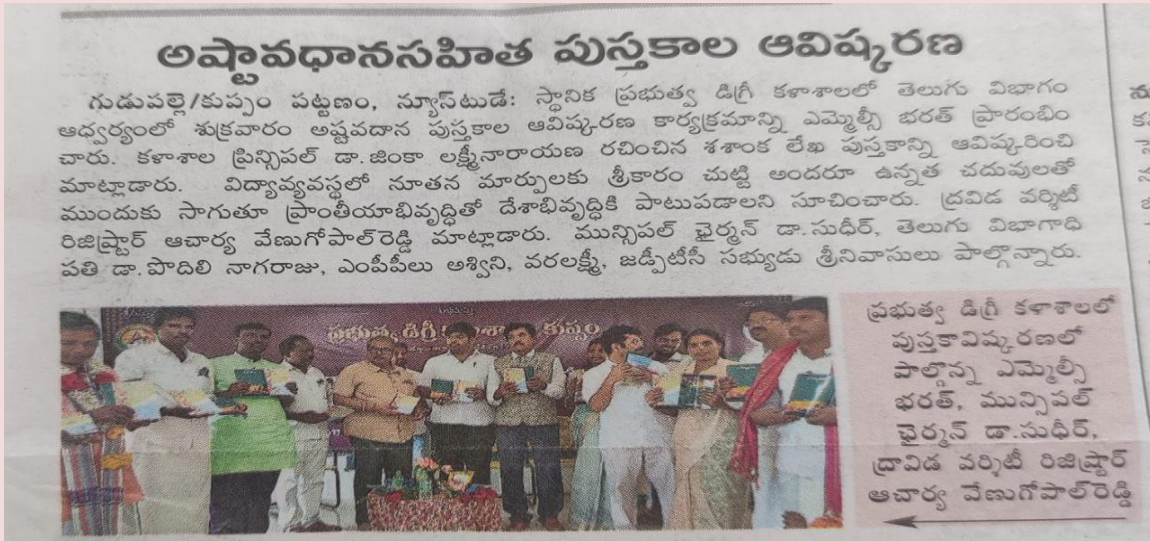 అష్టావధానసహిత పుస్తకాల ఆవిష్కరణ
గుడుపల్లె/కుప్పం పట్టణం, న్యూస్‌టుడే: స్థానిక ప్రభుత్వ డిగ్రీ కళాశాలలో తెలుగు విభాగం
ఆధ్వర్యంలో శుక్రవారం అష్టవదాన పుస్తకాల ఆవిష్కరణ కార్యక్రమాన్ని ఎమ్మెల్సీ భరత్ ప్రారంభిం
చారు. కళాశాల ప్రిన్సిపల్ డా.జింకా లక్ష్మీనారాయణ రచించిన శశాంక లేఖ పుస్తకాన్ని ఆవిష్కరించి
మాట్లాడారు. విద్యావ్యవస్థలో నూతన మార్పులకు శ్రీకారం చుట్టి అందరూ ఉన్నత చదువులతో
ముందుకు సాగుతూ ప్రాంతీయాభివృద్ధితో దేశాభివృద్ధికి పాటుపడాలని సూచించారు. ద్రవిడ వర్శిటీ
రిజిష్ట్రార్ ఆచార్య వేణుగోపాల్‌రెడ్డి మాట్లాడారు. మున్సిపల్ ఛైర్మన్ డా.సుధీర్, తెలుగు విభాగాధి
పతి డా.పొదిలి నాగరాజు, ఎంపీపీలు అశ్విని, వరలక్ష్మీ, జడ్పీటీసీ సభ్యుడు శ్రీనివాసులు పాల్గొన్నారు.
ప్రభుత్వ డిగ్రీ కళాశాల కుప్పం
ప్రభుత్వ డిగ్రీ కళాశాలలో
పుస్తకావిష్కరణలో
పాల్గొన్న ఎమ్మెల్సీ
భరత్, మున్సిపల్
ఛైర్మన్ డా.సుధీర్,
ద్రావిడ వర్శిటీ రిజిష్ట్రార్
ఆచార్య వేణుగోపాల్‌రెడ్డి